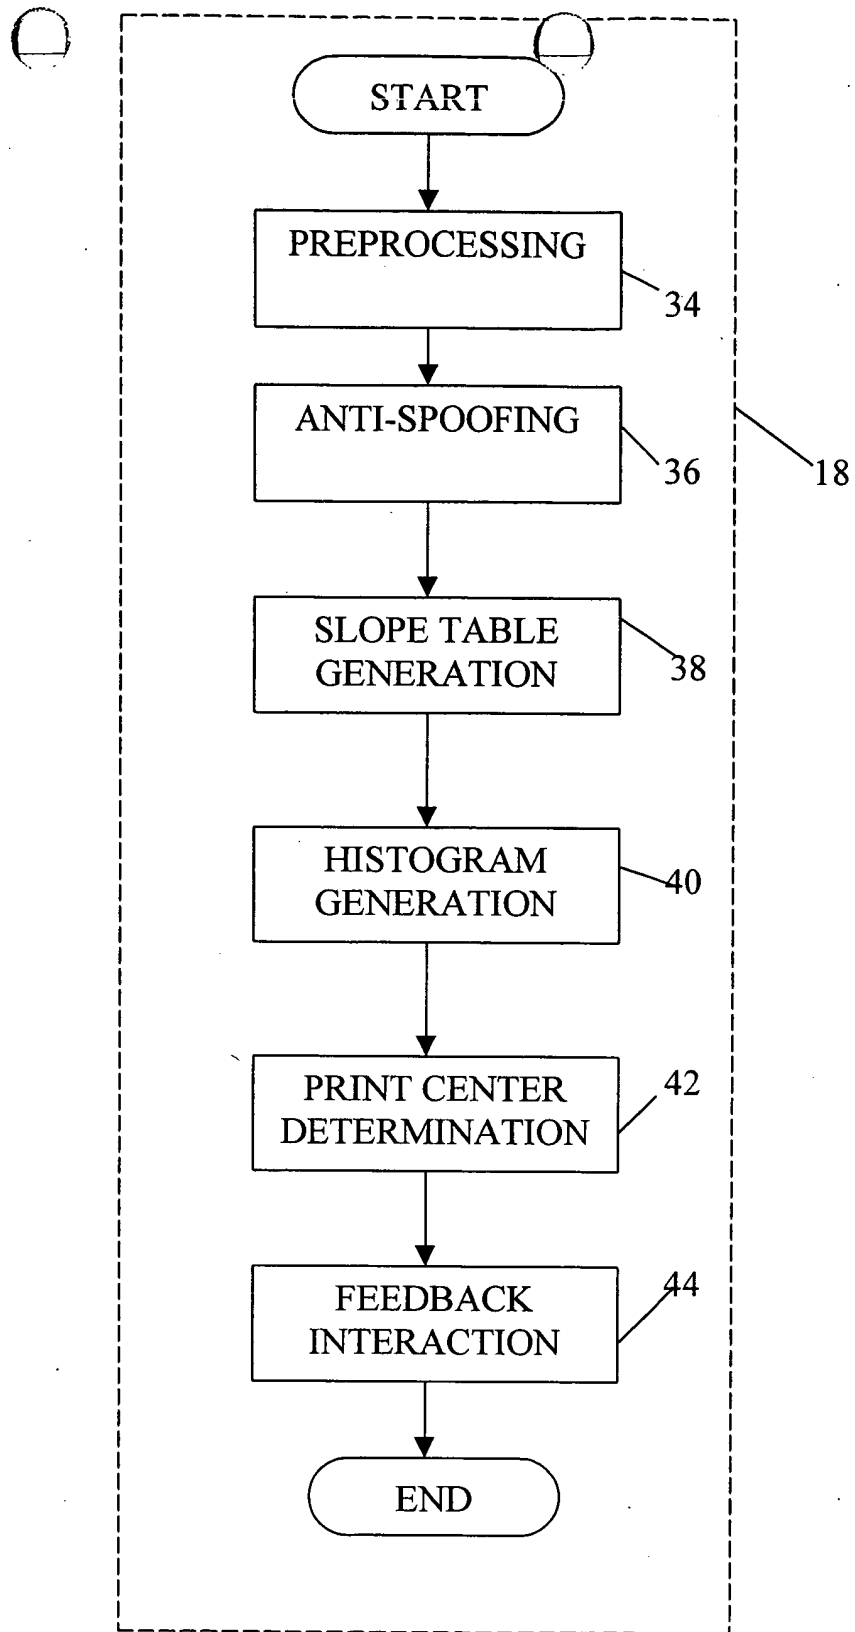 START
PREPROCESSING
34
ANTI-SPOOFING
36
18
SLOPE TABLE
GENERATION
38
HISTOGRAM
GENERATION
40
PRINT CENTER
DETERMINATION
42
FEEDBACK
INTERACTION
44
END